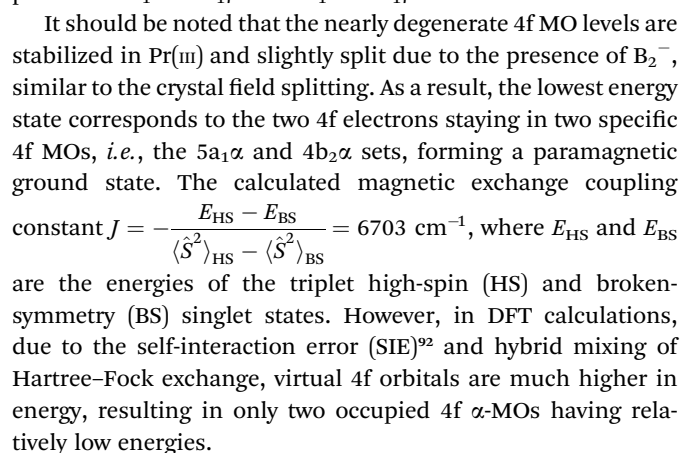 It should be noted that the nearly degenerate 4f MO levels are
stabilized in Pr(III) and slightly split due to the presence of B₂⁻,
similar to the crystal field splitting. As a result, the lowest energy
state corresponds to the two 4f electrons staying in two specific
4f MOs, i.e., the 5a₁α and 4b₂α sets, forming a paramagnetic
ground state. The calculated magnetic exchange coupling
constant J = −(E_HS − E_BS)/(⟨Ŝ²⟩_HS − ⟨Ŝ²⟩_BS) = 6703 cm⁻¹, where E_HS and E_BS
are the energies of the triplet high-spin (HS) and broken-
symmetry (BS) singlet states. However, in DFT calculations,
due to the self-interaction error (SIE)⁹² and hybrid mixing of
Hartree–Fock exchange, virtual 4f orbitals are much higher in
energy, resulting in only two occupied 4f α-MOs having rela-
tively low energies.